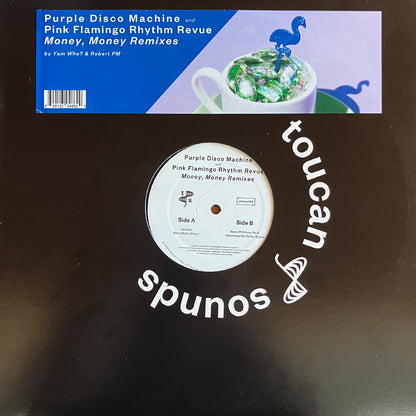 Purple Disco Machine and
Pink Flamingo Rhythm Revue
Money, Money Remixes
by Yam Who? & Robert PM
toucan
sounds
Purple Disco Machine
and
Pink Flamingo Rhythm Revue
Money, Money Remixes
Side A
Side B